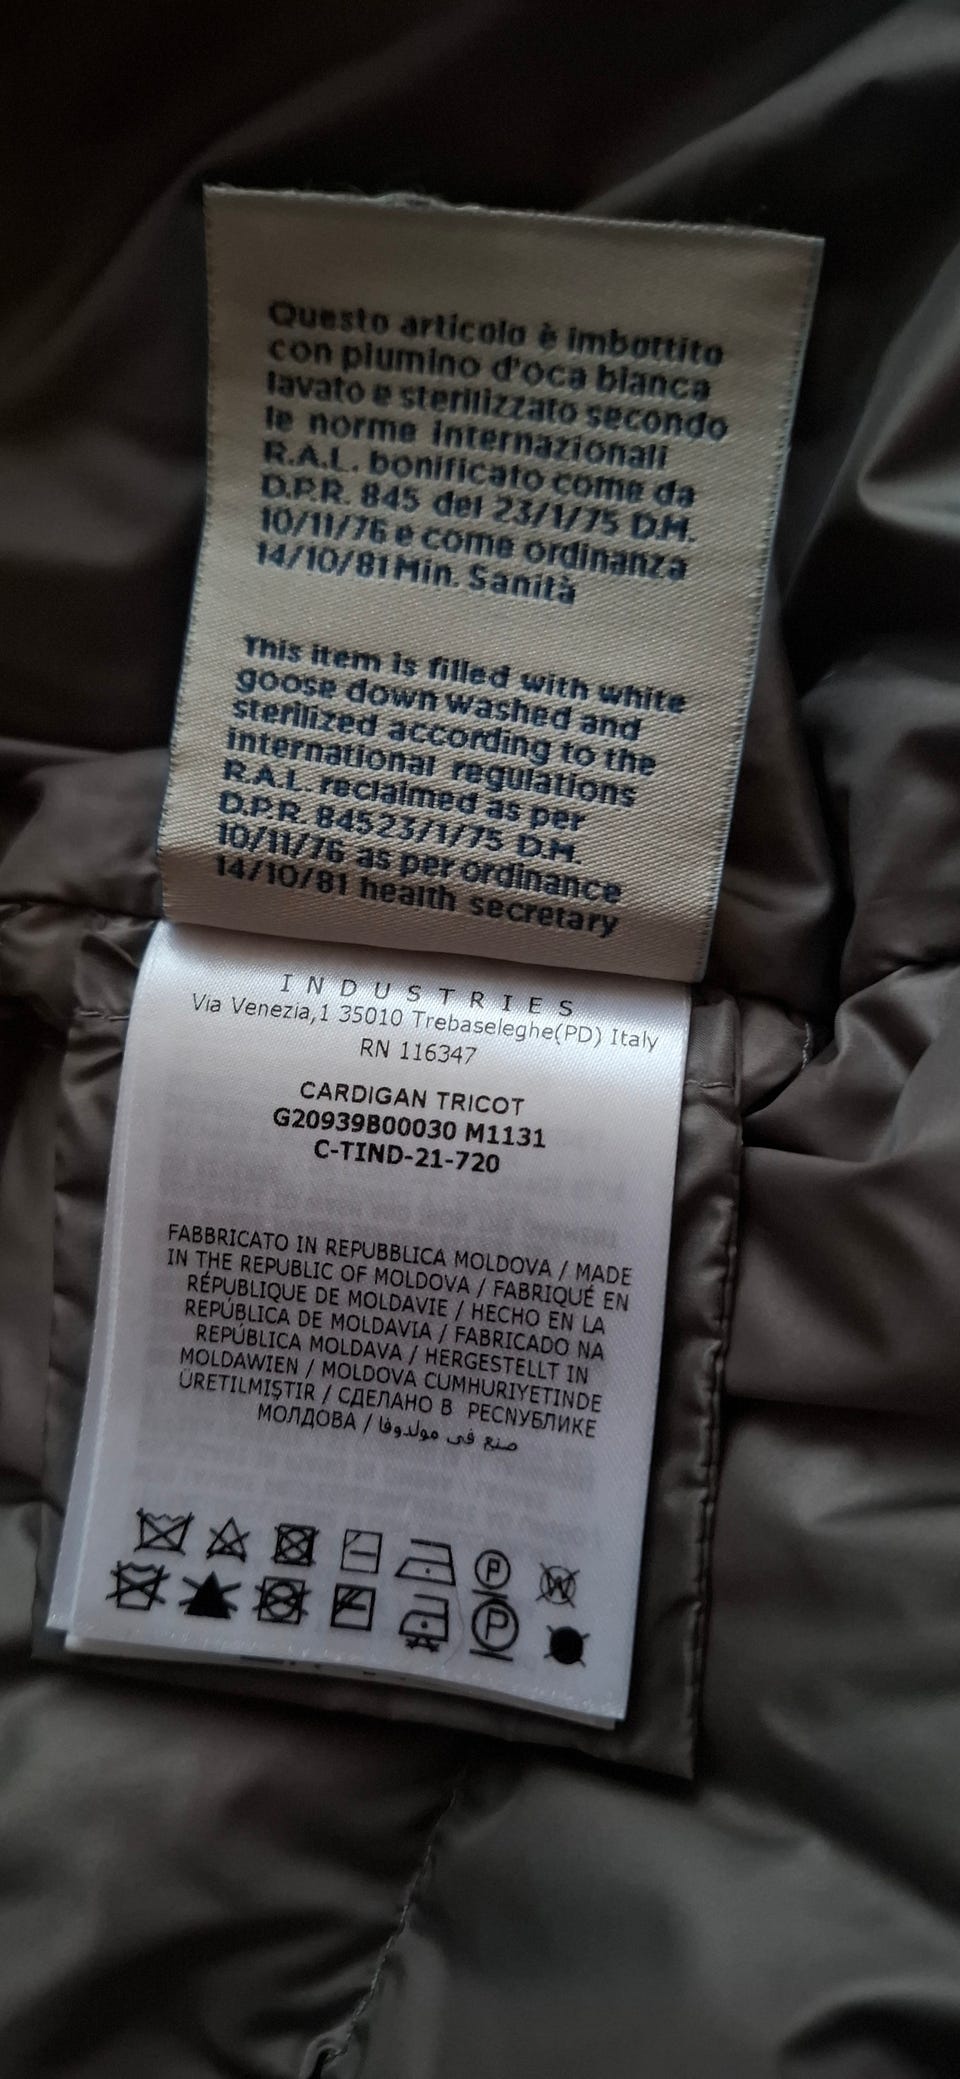 Questo articolo è imbottito
con piumino d'oca bianca
lavato e sterilizzato secondo
le norme internazionali
R.A.L. bonificato come da
D.P.R. 845 del 23/1/75 D.M.
10/11/76 e come ordinanza
14/10/81 Min. Sanità
This item is filled with white
goose down washed and
sterilized according to the
international regulations
R.A.L. reclaimed as per
D.P.R 845 23/1/75 D.M.
10/11/76 as per ordinance
14/10/81 health secretary
INDUSTRIES
Via Venezia,1 35010 Trebaseleghe(PD) Italy
RN 116347
CARDIGAN TRICOT
G20939B00030 M1131
C-TIND-21-720
FABBRICATO IN REPUBBLICA MOLDOVA / MADE
IN THE REPUBLIC OF MOLDOVA / FABRIQUÉ EN
RÉPUBLIQUE DE MOLDAVIE / HECHO EN LA
REPÚBLICA DE MOLDAVIA / FABRICADO NA
REPÚBLICA MOLDAVA / HERGESTELLT IN
MOLDAWIEN / MOLDOVA CUMHURIYETINDE
ÜRETILMIŞTIR / СДЕЛАНО В РЕСПУБЛИКЕ
МОЛДОВА / صنع في مولدوفا
P W
P